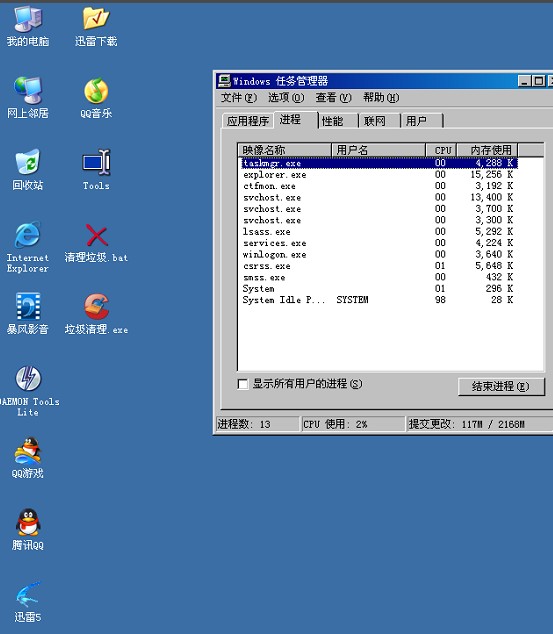 我的电脑
迅雷下载
网上邻居
QQ音乐
回收站
Tools
Internet
Explorer
清理垃圾.bat
暴风影音
垃圾清理.exe
DAEMON Tools
Lite
QQ游戏
腾讯QQ
迅雷5
Windows 任务管理器
文件(F) 选项(O) 查看(V) 帮助(H)
应用程序 进程 性能 联网 用户
映像名称 用户名 CPU 内存使用
taskmgr.exe 00 4,288 K
explorer.exe 00 15,256 K
ctfmon.exe 00 3,192 K
svchost.exe 00 13,400 K
svchost.exe 00 3,700 K
svchost.exe 00 3,300 K
lsass.exe 00 5,292 K
services.exe 00 4,224 K
winlogon.exe 00 3,640 K
csrss.exe 01 5,648 K
smss.exe 00 432 K
System 01 296 K
System Idle P... SYSTEM 98 28 K
显示所有用户的进程(S)
结束进程(E)
进程数: 13 CPU 使用: 2% 提交更改: 117M / 2168M